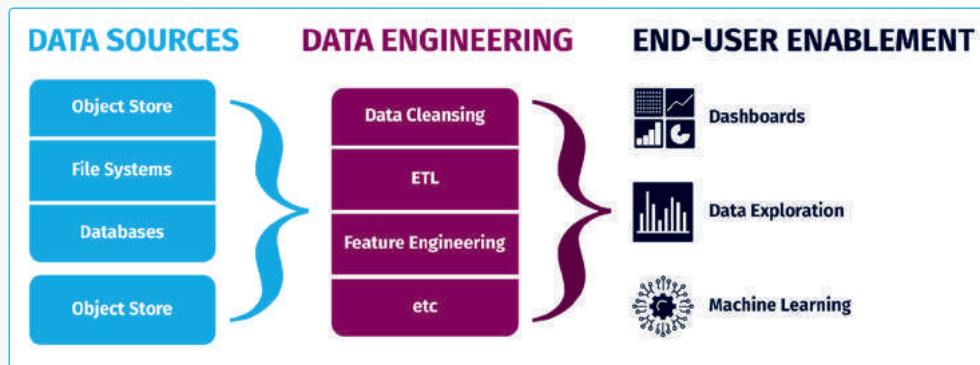 DATA SOURCES
Object Store
File Systems
Databases
Object Store
DATA ENGINEERING
Data Cleansing
ETL
Feature Engineering
etc
END-USER ENABLEMENT
Dashboards
Data Exploration
Machine Learning